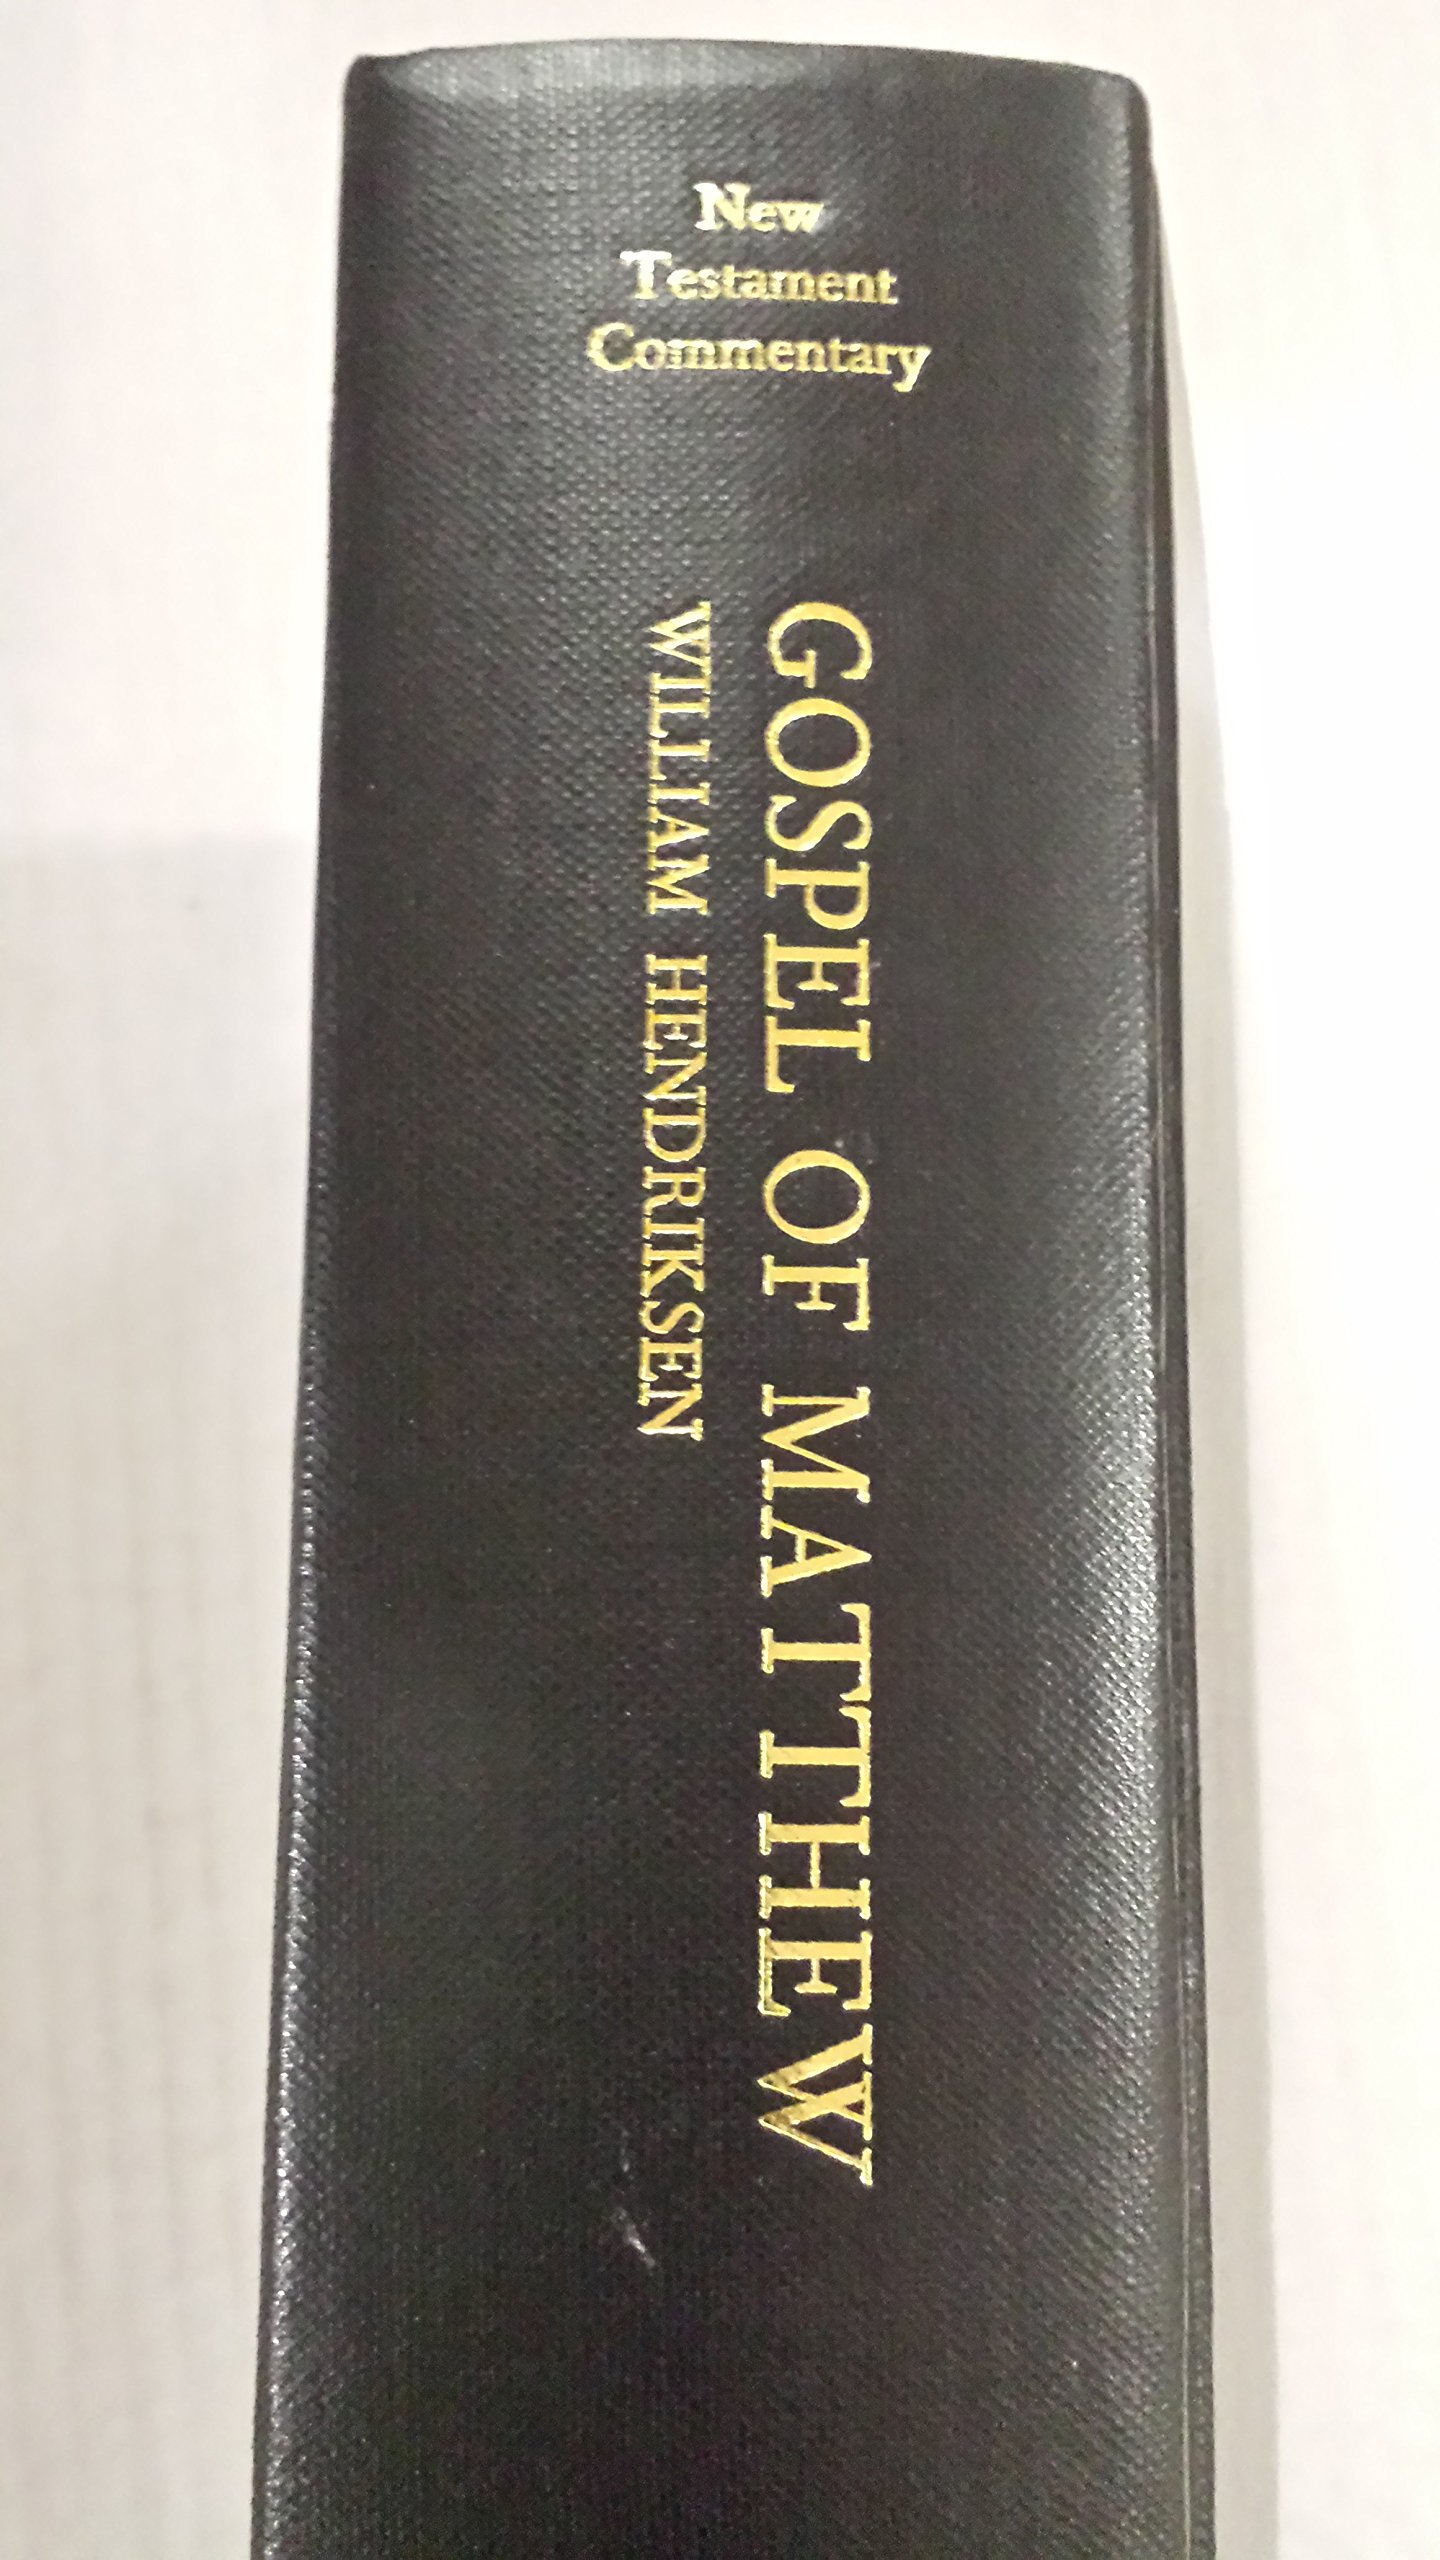 New
Testament
Commentary
GOSPEL OF MATTHEW
WILLIAM HENDRIKSEN